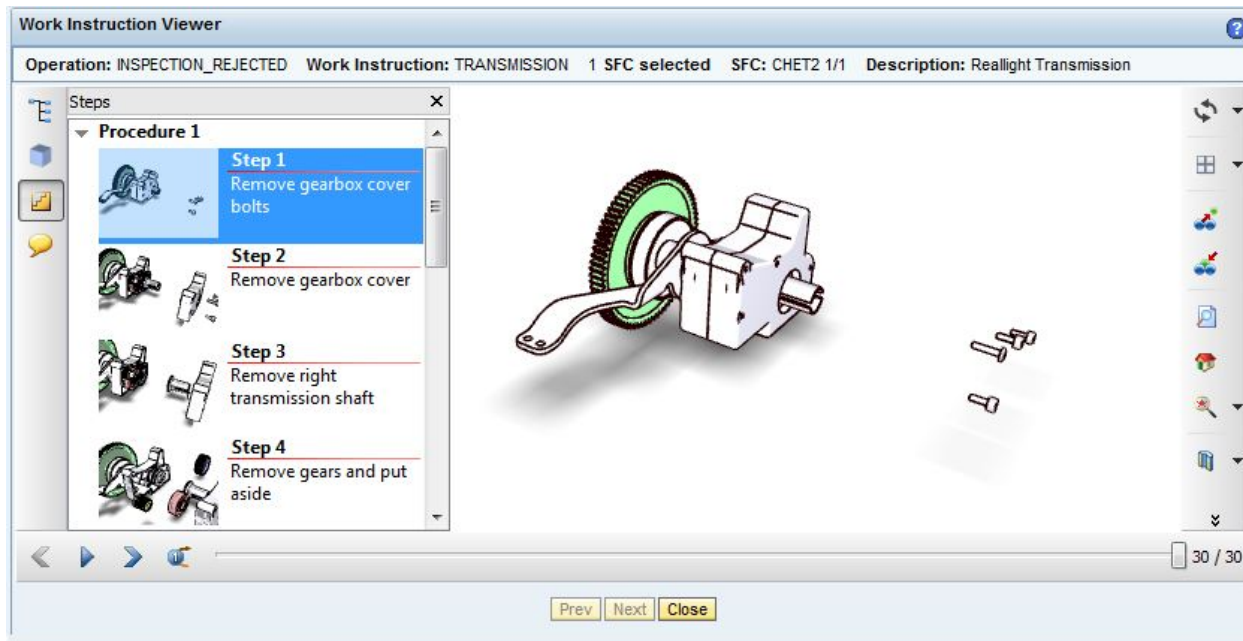 Work Instruction Viewer
?
Operation: INSPECTION_REJECTED Work Instruction: TRANSMISSION 1 SFC selected SFC: CHET2 1/1 Description: Reallight Transmission
Steps
Procedure 1
Step 1
Remove gearbox cover
bolts
Step 2
Remove gearbox cover
Step 3
Remove right
transmission shaft
Step 4
Remove gears and put
aside
30 / 30
Prev Next Close